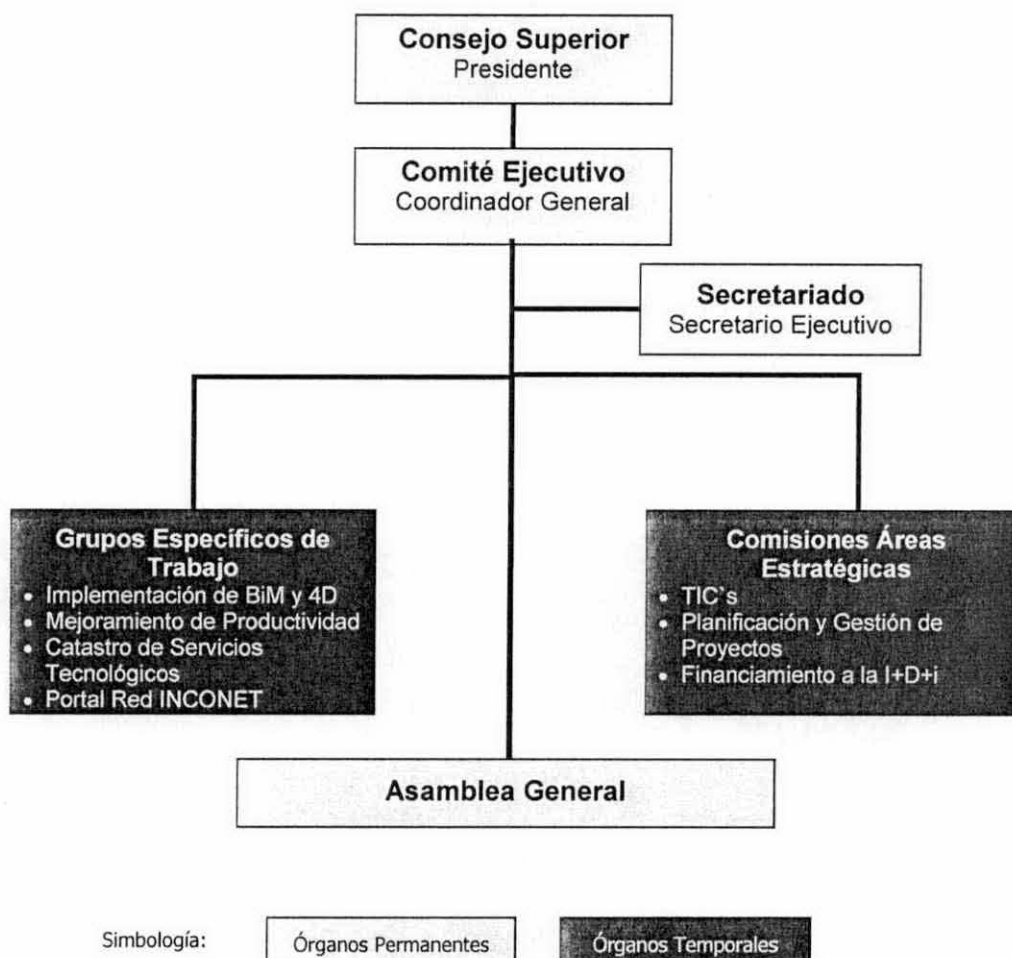 Consejo Superior
Presidente
Comité Ejecutivo
Coordinador General
Secretariado
Secretario Ejecutivo
Grupos Específicos de
Trabajo
• Implementación de BiM y 4D
• Mejoramiento de Productividad
• Catastro de Servicios
Tecnológicos
• Portal Red INCONET
Comisiones Áreas
Estratégicas
• TIC`s
• Planificación y Gestión de
Proyectos
• Financiamiento a la I+D+i
Asamblea General
Simbología:
Órganos Permanentes
Órganos Temporales